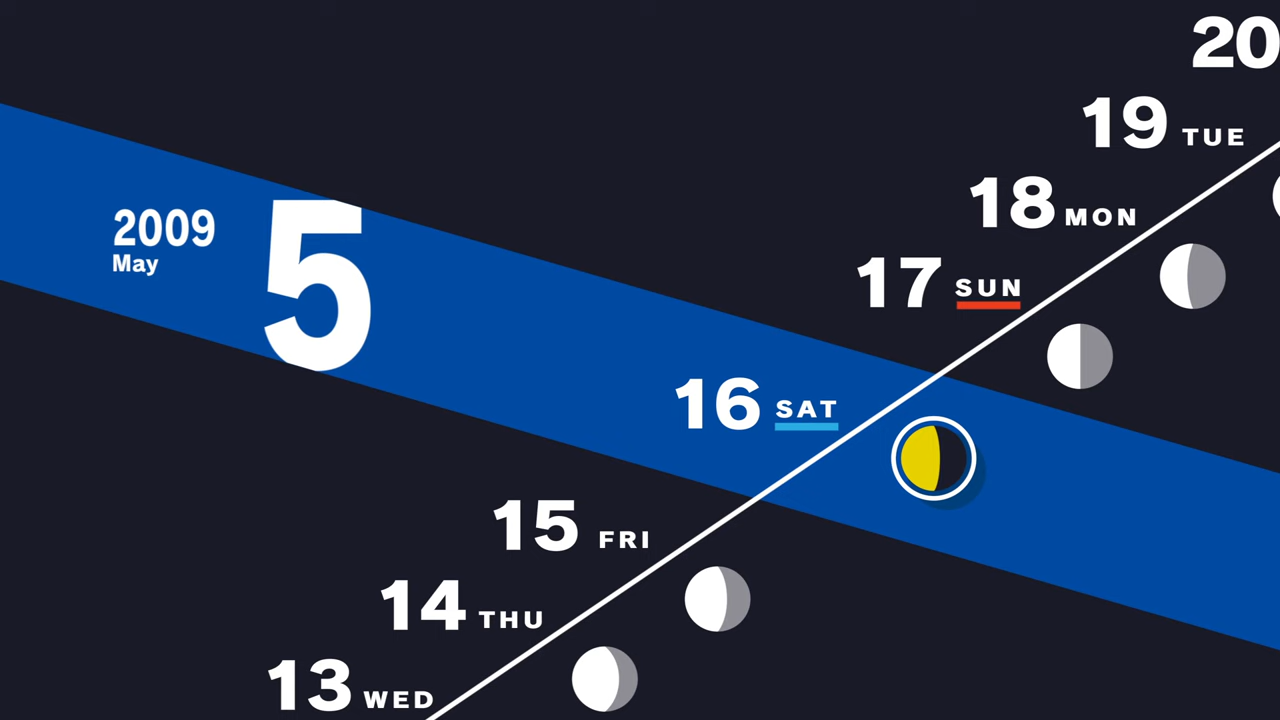 2009
May
5
20
19 TUE
18 MON
17 SUN
16 SAT
15 FRI
14 THU
13 WED